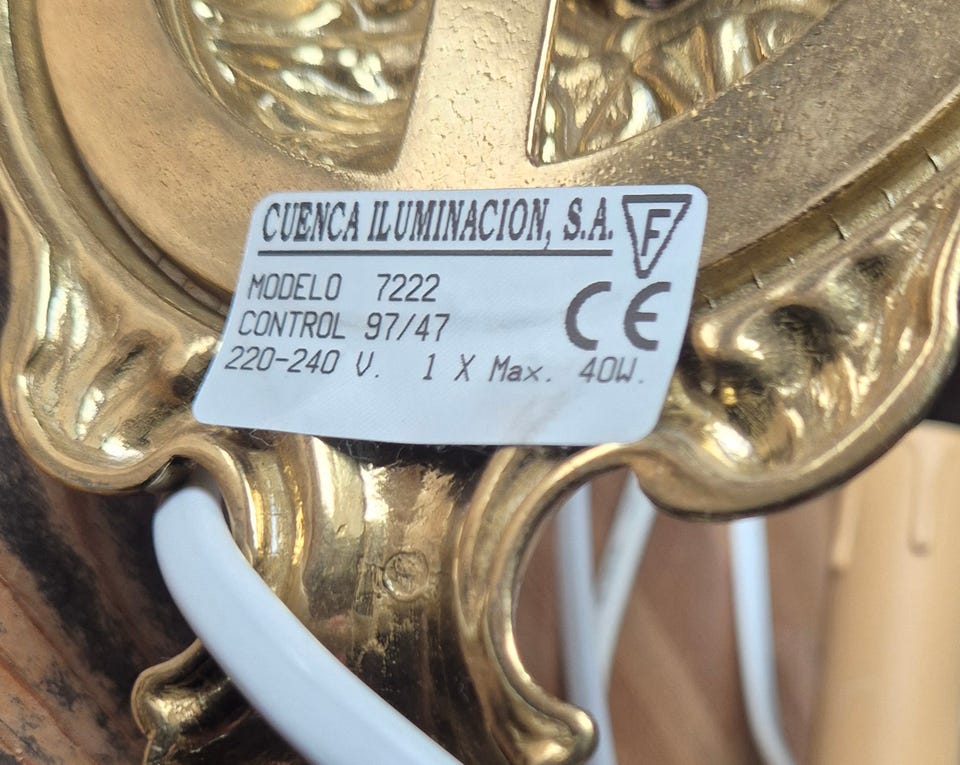 CUENCA ILUMINACION, S.A.
F
MODELO 7222
CONTROL 97/47
CE
220-240 V. 1 X Max. 40W.